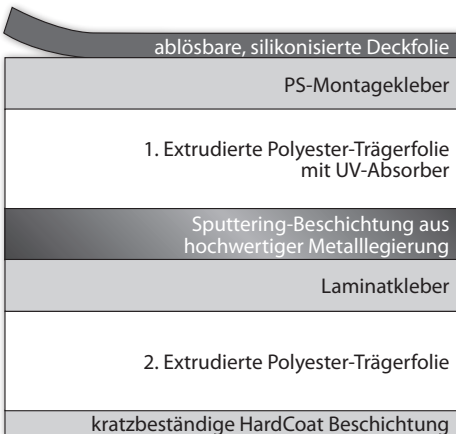 ablösbare, silikonisierte Deckfolie
PS-Montagekleber
1. Extrudierte Polyester-Trägerfolie
mit UV-Absorber
Sputtering-Beschichtung aus
hochwertiger Metalllegierung
Laminatkleber
2. Extrudierte Polyester-Trägerfolie
kratzbeständige HardCoat Beschichtung